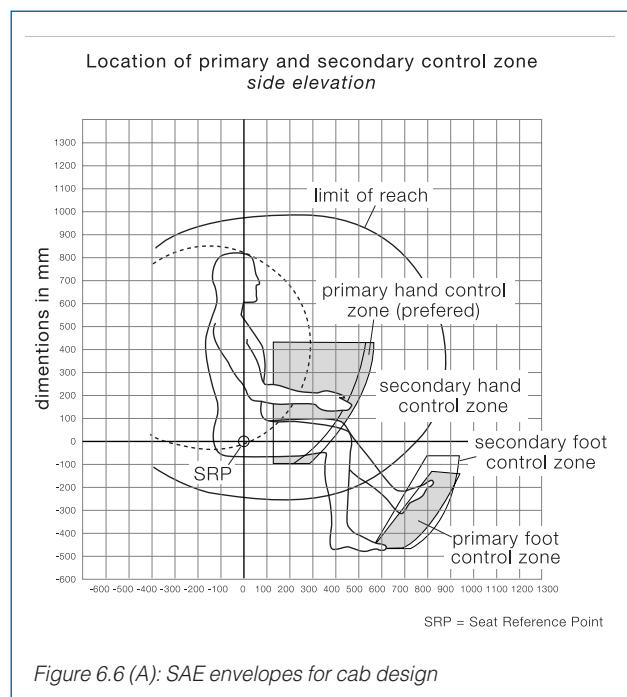 Location of primary and secondary control zone
side elevation
1300
1200
1100
1000
900
800
700
600
500
400
300
200
100
0
-100
-200
-300
-400
-500
-600
dimentions in mm
limit of reach
primary hand control
zone (prefered)
secondary hand
control zone
secondary foot
control zone
SRP
primary foot
control zone
-600 -500 -400 -300 -200 -100 0 100 200 300 400 500 600 700 800 900 1000 1100 1200 1300
SRP = Seat Reference Point
Figure 6.6 (A): SAE envelopes for cab design